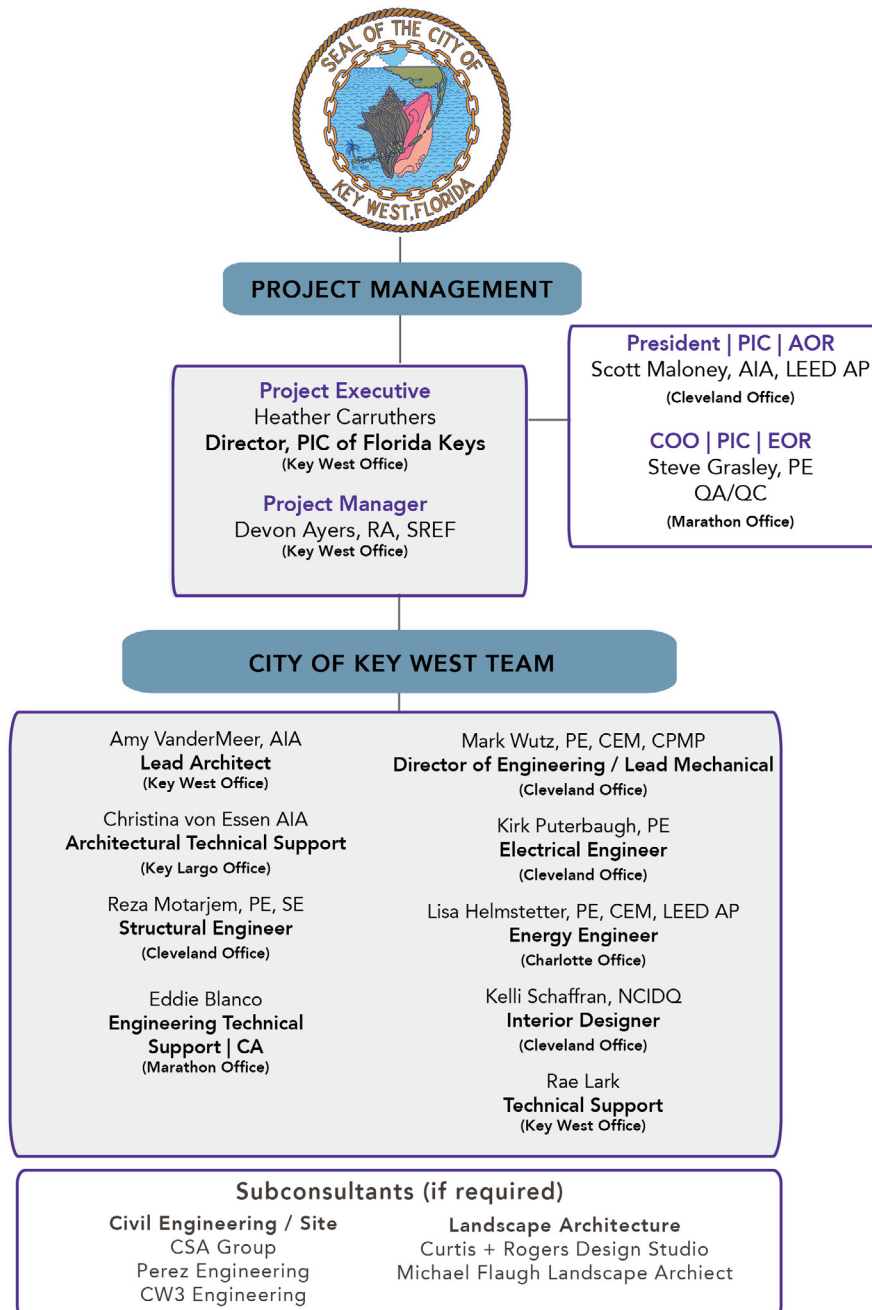 SEAL OF THE CITY OF
KEY WEST, FLORIDA
PROJECT MANAGEMENT
Project Executive
Heather Carruthers
Director, PIC of Florida Keys
(Key West Office)
Project Manager
Devon Ayers, RA, SREF
(Key West Office)
President | PIC | AOR
Scott Maloney, AIA, LEED AP
(Cleveland Office)
COO | PIC | EOR
Steve Grasley, PE
QA/QC
(Marathon Office)
CITY OF KEY WEST TEAM
Amy VanderMeer, AIA
Lead Architect
(Key West Office)
Christina von Essen AIA
Architectural Technical Support
(Key Largo Office)
Reza Motarjem, PE, SE
Structural Engineer
(Cleveland Office)
Eddie Blanco
Engineering Technical
Support | CA
(Marathon Office)
Mark Wutz, PE, CEM, CPMP
Director of Engineering / Lead Mechanical
(Cleveland Office)
Kirk Puterbaugh, PE
Electrical Engineer
(Cleveland Office)
Lisa Helmstetter, PE, CEM, LEED AP
Energy Engineer
(Charlotte Office)
Kelli Schaffran, NCIDQ
Interior Designer
(Cleveland Office)
Rae Lark
Technical Support
(Key West Office)
Subconsultants (if required)
Civil Engineering / Site
CSA Group
Perez Engineering
CW3 Engineering
Landscape Architecture
Curtis + Rogers Design Studio
Michael Flaugh Landscape Archiect